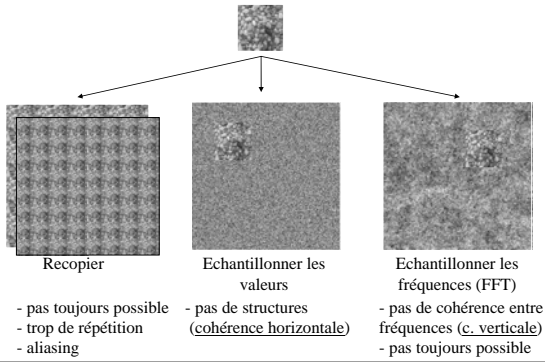 Recopier
- pas toujours possible
- trop de répétition
- aliasing
Echantillonner les
valeurs
- pas de structures
(cohérence horizontale)
Echantillonner les
fréquences (FFT)
- pas de cohérence entre
fréquences (c. verticale)
- pas toujours possible